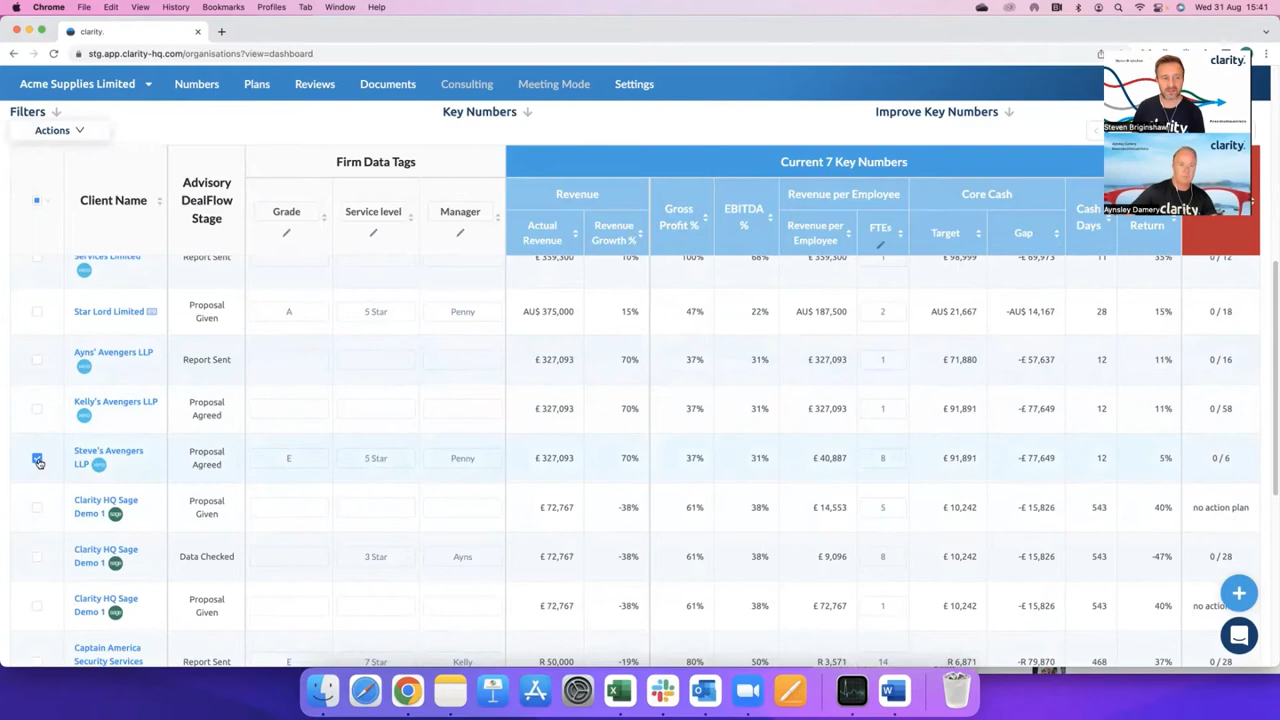 Chrome File Edit View History Bookmarks Profiles Tab Window Help Wed 31 Aug 15:41
clarity.
stg.app.clarity-hq.com/organisations?view=dashboard
Acme Supplies Limited Numbers Plans Reviews Documents Consulting Meeting Mode Settings
clarity.
Steven Briginshaw
clarity.
Aynsley Damery
Filters Key Numbers Improve Key Numbers
Actions
Firm Data Tags Current 7 Key Numbers
Client Name Advisory DealFlow Stage Grade Service level Manager
Revenue Gross Profit % EBITDA % Revenue per Employee Core Cash Cash Days Return
Actual Revenue Revenue Growth % Revenue per Employee FTEs Target Gap
Services Limited Report Sent £ 359,300 10% 100% 68% £ 359,300 1 £ 98,999 -£ 69,973 11 35% 0 / 12
Star Lord Limited Proposal Given A 5 Star Penny AU$ 375,000 15% 47% 22% AU$ 187,500 2 AU$ 21,667 -AU$ 14,167 28 15% 0 / 18
Ayns' Avengers LLP Report Sent £ 327,093 70% 37% 31% £ 327,093 1 £ 71,880 -£ 57,637 12 11% 0 / 16
Kelly's Avengers LLP Proposal Agreed £ 327,093 70% 37% 31% £ 327,093 1 £ 91,891 -£ 77,649 12 11% 0 / 58
Steve's Avengers LLP Proposal Agreed E 5 Star Penny £ 327,093 70% 37% 31% £ 40,887 8 £ 91,891 -£ 77,649 12 5% 0 / 6
Clarity HQ Sage Demo 1 sage Proposal Given £ 72,767 -38% 61% 38% £ 14,553 5 £ 10,242 -£ 15,826 543 40% no action plan
Clarity HQ Sage Demo 1 sage Data Checked 3 Star Ayns £ 72,767 -38% 61% 38% £ 9,096 8 £ 10,242 -£ 15,826 543 -47% 0 / 28
Clarity HQ Sage Demo 1 sage Proposal Given £ 72,767 -38% 61% 38% £ 72,767 1 £ 10,242 -£ 15,826 543 40% no actio
Captain America Security Services Report Sent E 7 Star Kelly R 50,000 -19% 80% 50% R 3,571 14 R 6,871 -R 79,870 468 37% 0 / 28